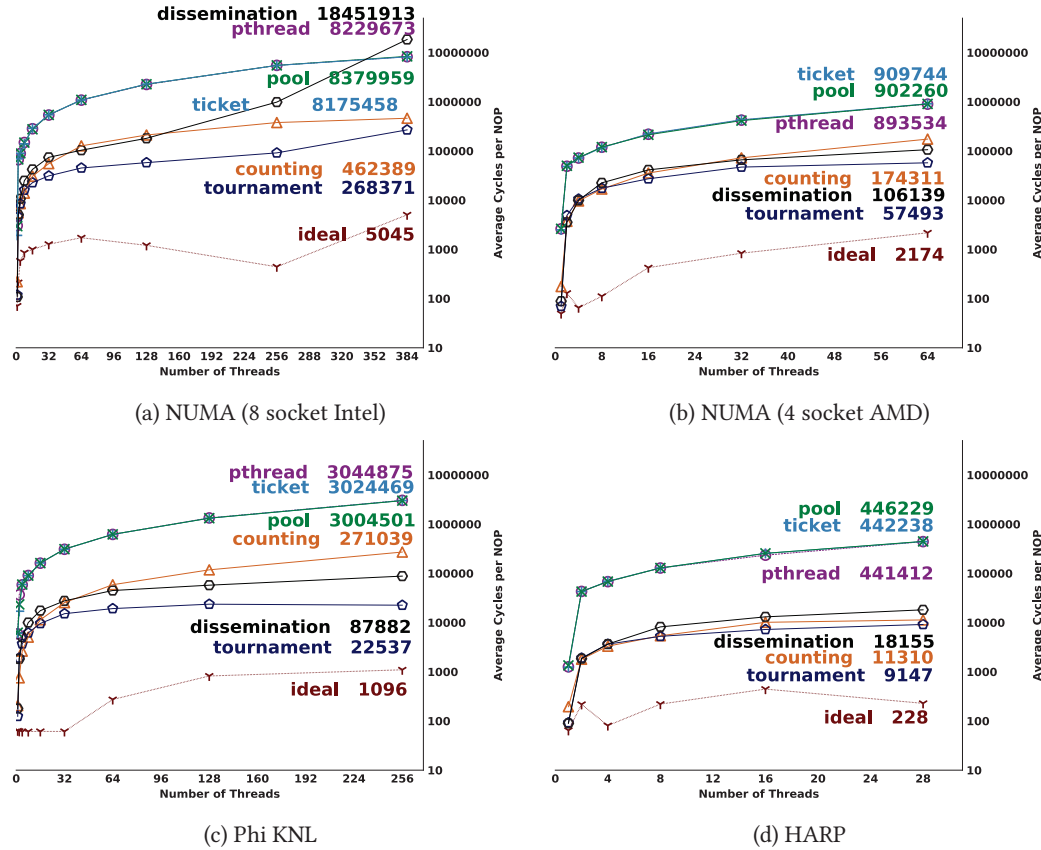 dissemination 18451913
pthread 8229673
pool 8379959
ticket 8175458
counting 462389
tournament 268371
ideal 5045
10000000
1000000
100000
10000
1000
100
10
Average Cycles per NOP
0 32 64 96 128 160 192 224 256 288 320 352 384
Number of Threads
(a) NUMA (8 socket Intel)
ticket 909744
pool 902260
pthread 893534
counting 174311
dissemination 106139
tournament 57493
ideal 2174
10000000
1000000
100000
10000
1000
100
10
Average Cycles per NOP
0 8 16 24 32 40 48 56 64
Number of Threads
(b) NUMA (4 socket AMD)
pthread 3044875
ticket 3024469
pool 3004501
counting 271039
dissemination 87882
tournament 22537
ideal 1096
10000000
1000000
100000
10000
1000
100
10
Average Cycles per NOP
0 32 64 96 128 160 192 224 256
Number of Threads
(c) Phi KNL
pool 446229
ticket 442238
pthread 441412
dissemination 18155
counting 11310
tournament 9147
ideal 228
10000000
1000000
100000
10000
1000
100
10
Average Cycles per NOP
0 4 8 12 16 20 24 28
Number of Threads
(d) HARP